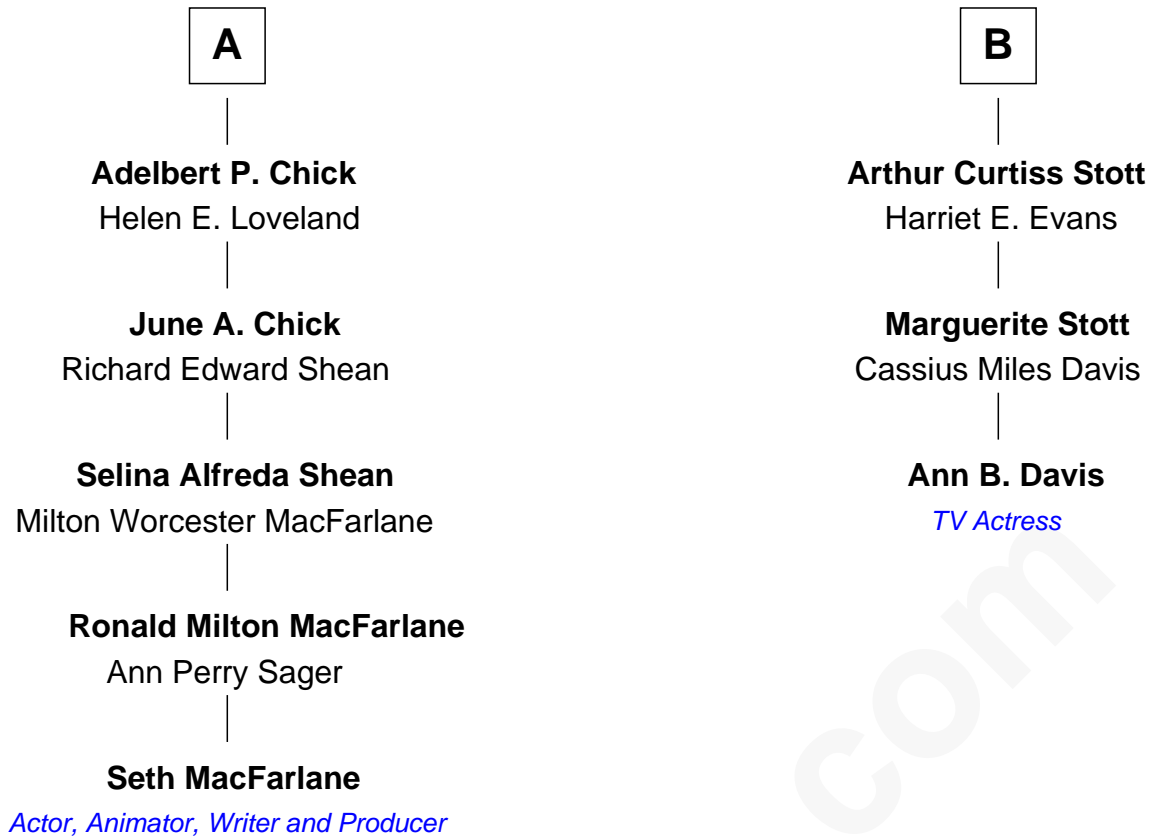 A
Adelbert P. Chick
Helen E. Loveland
June A. Chick
Richard Edward Shean
Selina Alfreda Shean
Milton Worcester MacFarlane
Ronald Milton MacFarlane
Ann Perry Sager
Seth MacFarlane
Actor, Animator, Writer and Producer
B
Arthur Curtiss Stott
Harriet E. Evans
Marguerite Stott
Cassius Miles Davis
Ann B. Davis
TV Actress
com